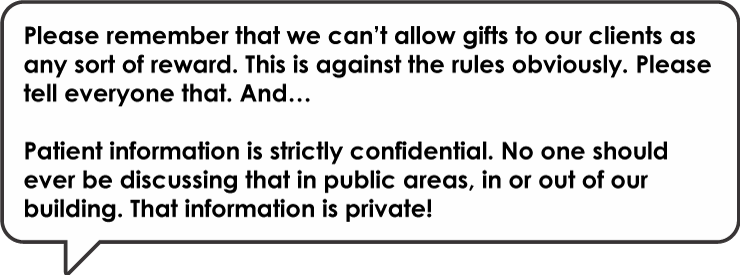 Please remember that we can't allow gifts to our clients as
any sort of reward. This is against the rules obviously. Please
tell everyone that. And...
Patient information is strictly confidential. No one should
ever be discussing that in public areas, in or out of our
building. That information is private!